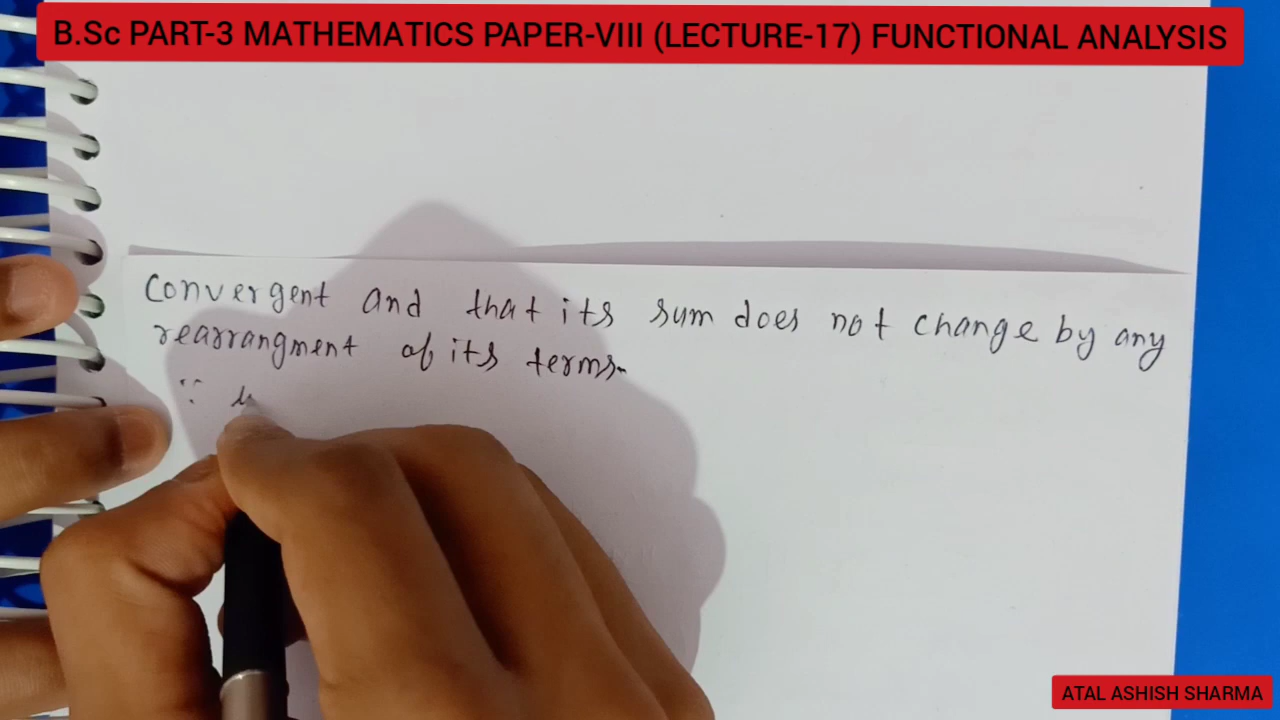 B.Sc PART-3 MATHEMATICS PAPER-VIII (LECTURE-17) FUNCTIONAL ANALYSIS
convergent and that its sum does not change by any
rearrangment of its terms.
∵
ATAL ASHISH SHARMA